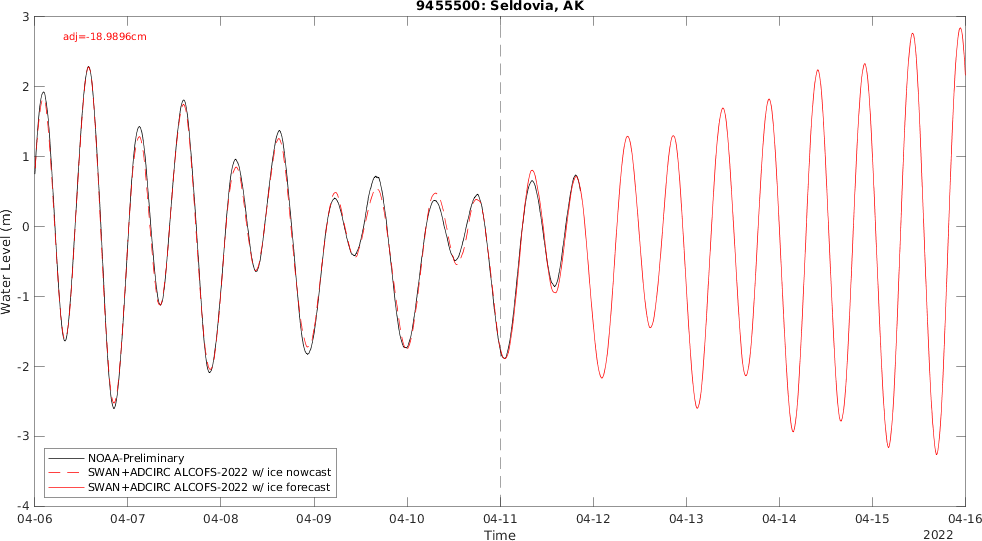 9455500: Seldovia, AK
adj=-18.9896cm
3
2
1
0
-1
-2
-3
-4
Water Level (m)
NOAA-Preliminary
SWAN+ADCIRC ALCOFS-2022 w/ ice nowcast
SWAN+ADCIRC ALCOFS-2022 w/ ice forecast
04-06 04-07 04-08 04-09 04-10 04-11 04-12 04-13 04-14 04-15 04-16
Time
2022